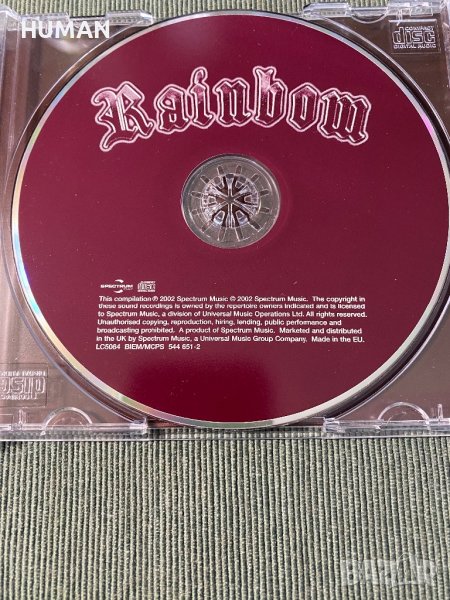 HUMAN
COMPACT
disc
DIGITAL AUDIO
Rainbow
SPECTRUM
This compilation ℗ 2002 Spectrum Music © 2002 Spectrum Music. The copyright in
these sound recordings is owned by the repertoire owners indicated and is licensed
to Spectrum Music, a division of Universal Music Operations Ltd. All rights reserved.
Unauthorised copying, reproduction, hiring, lending, public performance and
broadcasting prohibited. A product of Spectrum Music. Marketed and distributed
in the UK by Spectrum Music, a Universal Music Group Company. Made in the EU.
LC5064 BIEM/MCPS 544 651-2